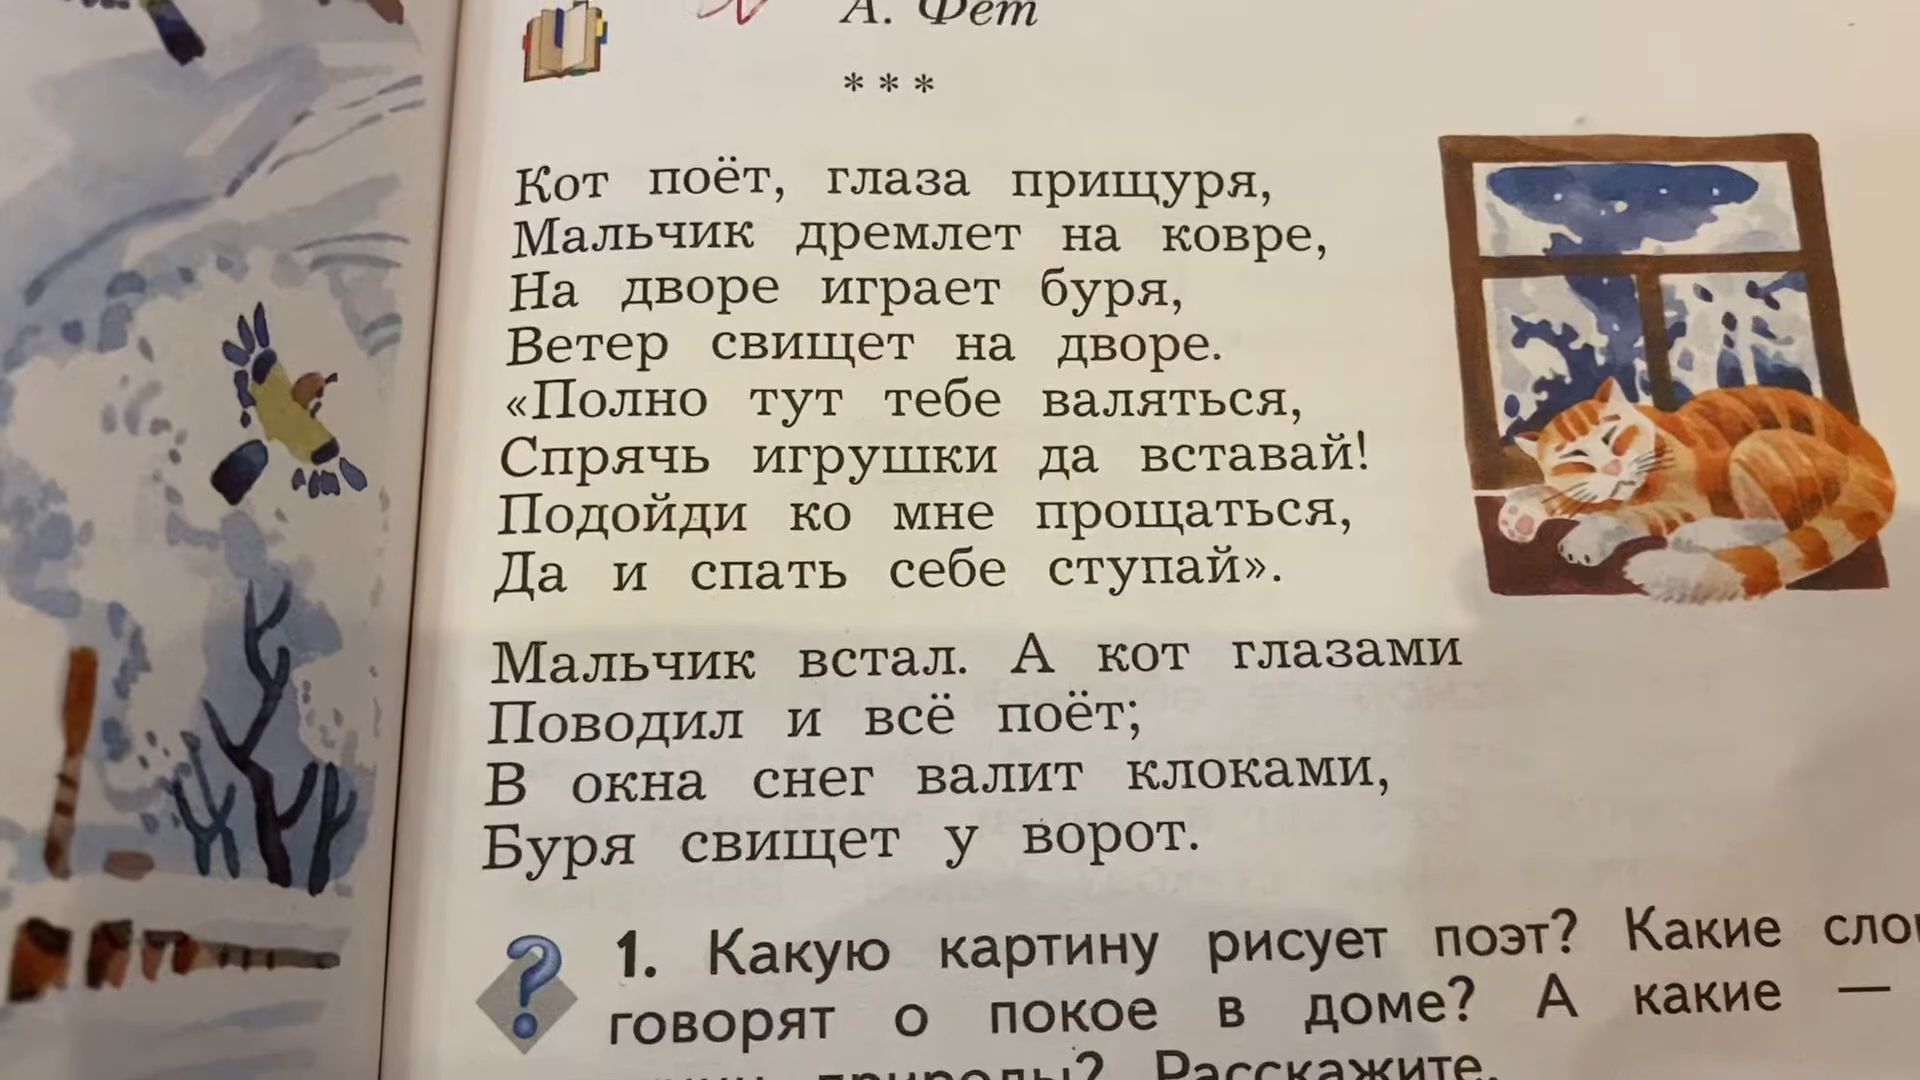 А. Фет
* * *
Кот поёт, глаза прищуря,
Мальчик дремлет на ковре,
На дворе играет буря,
Ветер свищет на дворе.
«Полно тут тебе валяться,
Спрячь игрушки да вставай!
Подойди ко мне прощаться,
Да и спать себе ступай».
Мальчик встал. А кот глазами
Поводил и всё поёт;
В окна снег валит клоками,
Буря свищет у ворот.
1. Какую картину рисует поэт? Какие
говорят о покое в доме? А какие —
природы? Расскажите.